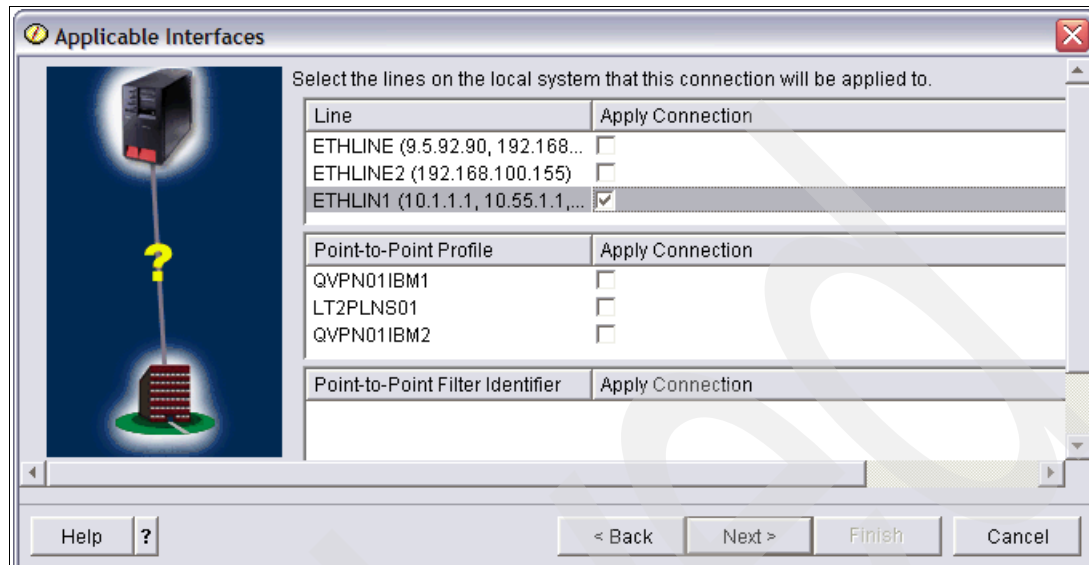 Applicable Interfaces
Select the lines on the local system that this connection will be applied to.
Line Apply Connection
ETHLINE (9.5.92.90, 192.168...
ETHLINE2 (192.168.100.155)
ETHLIN1 (10.1.1.1, 10.55.1.1,...
Point-to-Point Profile Apply Connection
QVPN01IBM1
LT2PLNS01
QVPN01IBM2
Point-to-Point Filter Identifier Apply Connection
?
Help ? < Back Next > Finish Cancel